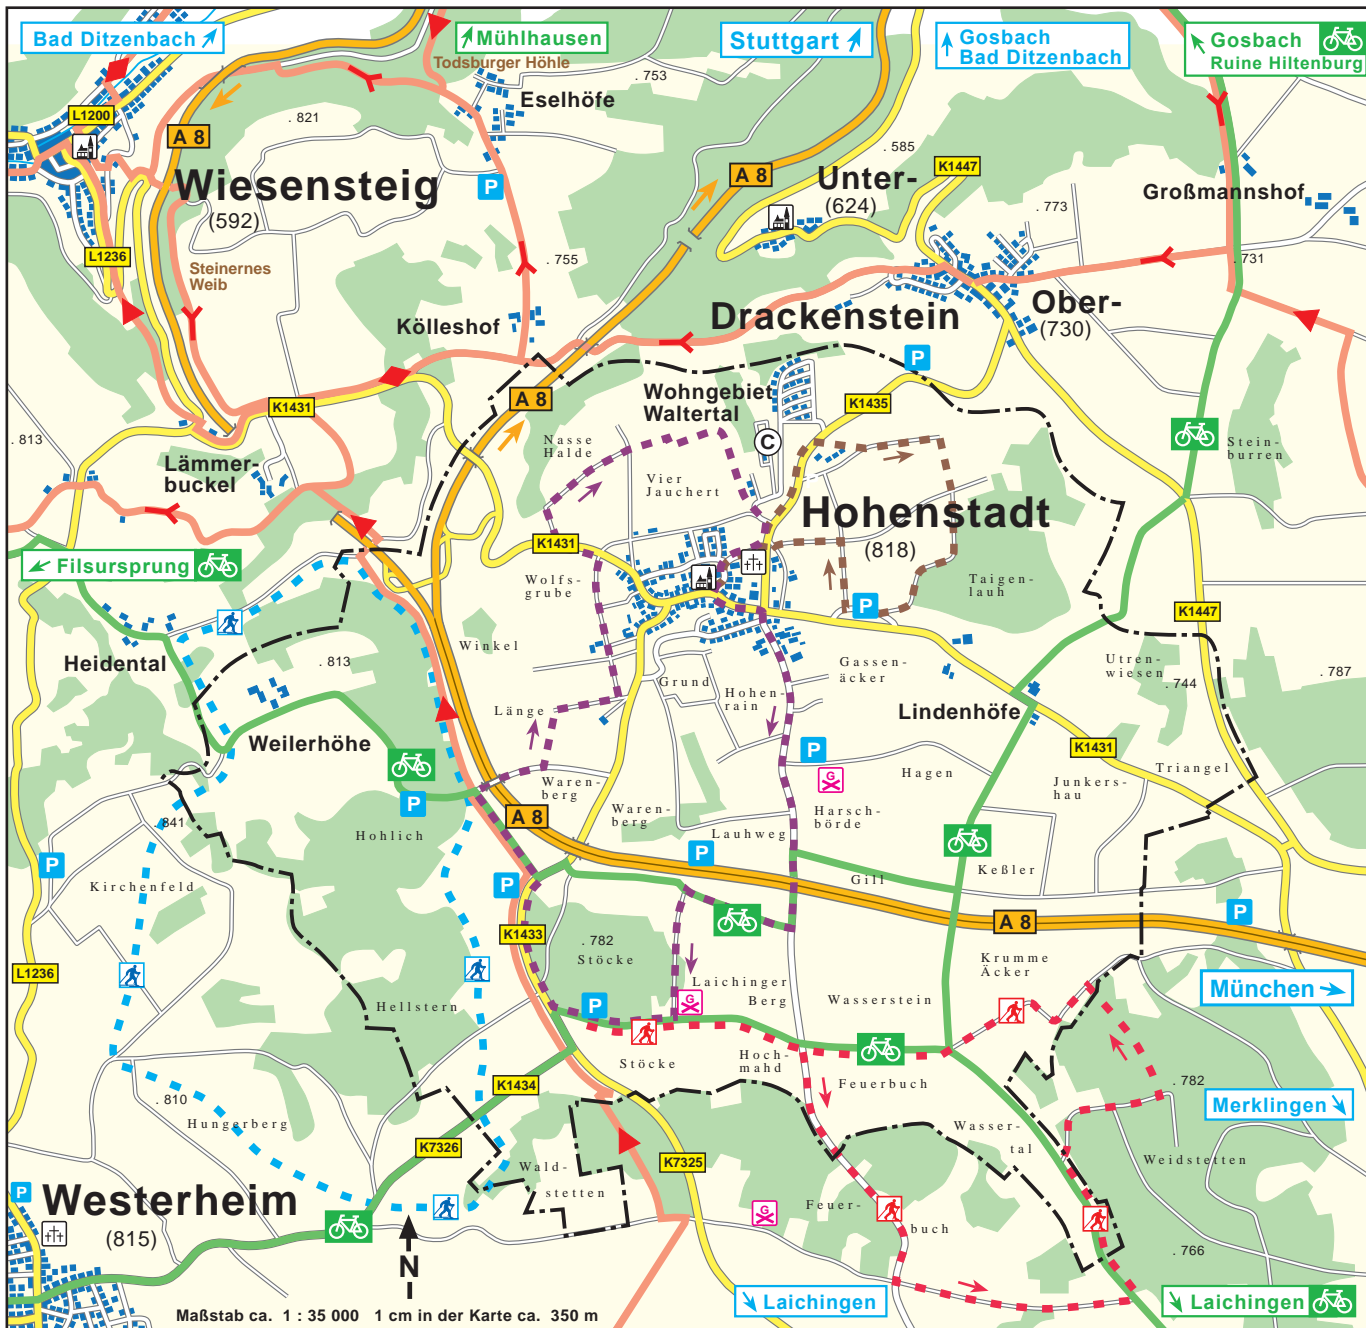 Bad Ditzenbach
Mühlhausen
Stuttgart
Gosbach
Bad Ditzenbach
Gosbach
Ruine Hiltenburg
Todsburger Höhle
. 753
Eselhöfe
L1200
A 8
. 821
. 585
K1447
A 8
Unter-
(624)
Wiesensteig
(592)
P
Großmannshof
. 773
L1236
Steinernes
Weib
. 755
. 731
Kölleshof
Drackenstein
Ober-
(730)
P
Wohngebiet
Waltertal
K1431
A 8
K1435
. 813
Nasse
Halde
C
Stein-
burren
Lämmer-
buckel
Vier
Jauchert
Hohenstadt
(818)
K1431
Filsursprung
Wolfs-
grube
Taigen-
lauh
P
K1447
Winkel
Heidental
. 813
Gassen-
äcker
Utren-
wiesen
. 744
. 787
Grund
Hohen-
rain
Länge
Lindenhöfe
Weilerhöhe
K1431
P
Triangel
Hagen
G
Waren-
berg
Junkers-
hau
P
Waren-
berg
Harsch-
börde
A 8
. 841
Hohlich
Lauhweg
P
P
Kirchenfeld
P
Gill
Keßler
P
A 8
K1433
. 782
Stöcke
Krumme
Äcker
L1236
Laichinger
Berg
Wasserstein
München
Hellstern
P
G
Stöcke
Hoch-
mahd
K1434
Feuerbuch
. 782
. 810
Hungerberg
Merklingen
K7326
Wasser-
tal
Wald-
stetten
K7325
Weidstetten
P
Westerheim
(815)
Feuer-
buch
G
. 766
N
Laichingen
Laichingen
Maßstab ca. 1 : 35 000 1 cm in der Karte ca. 350 m